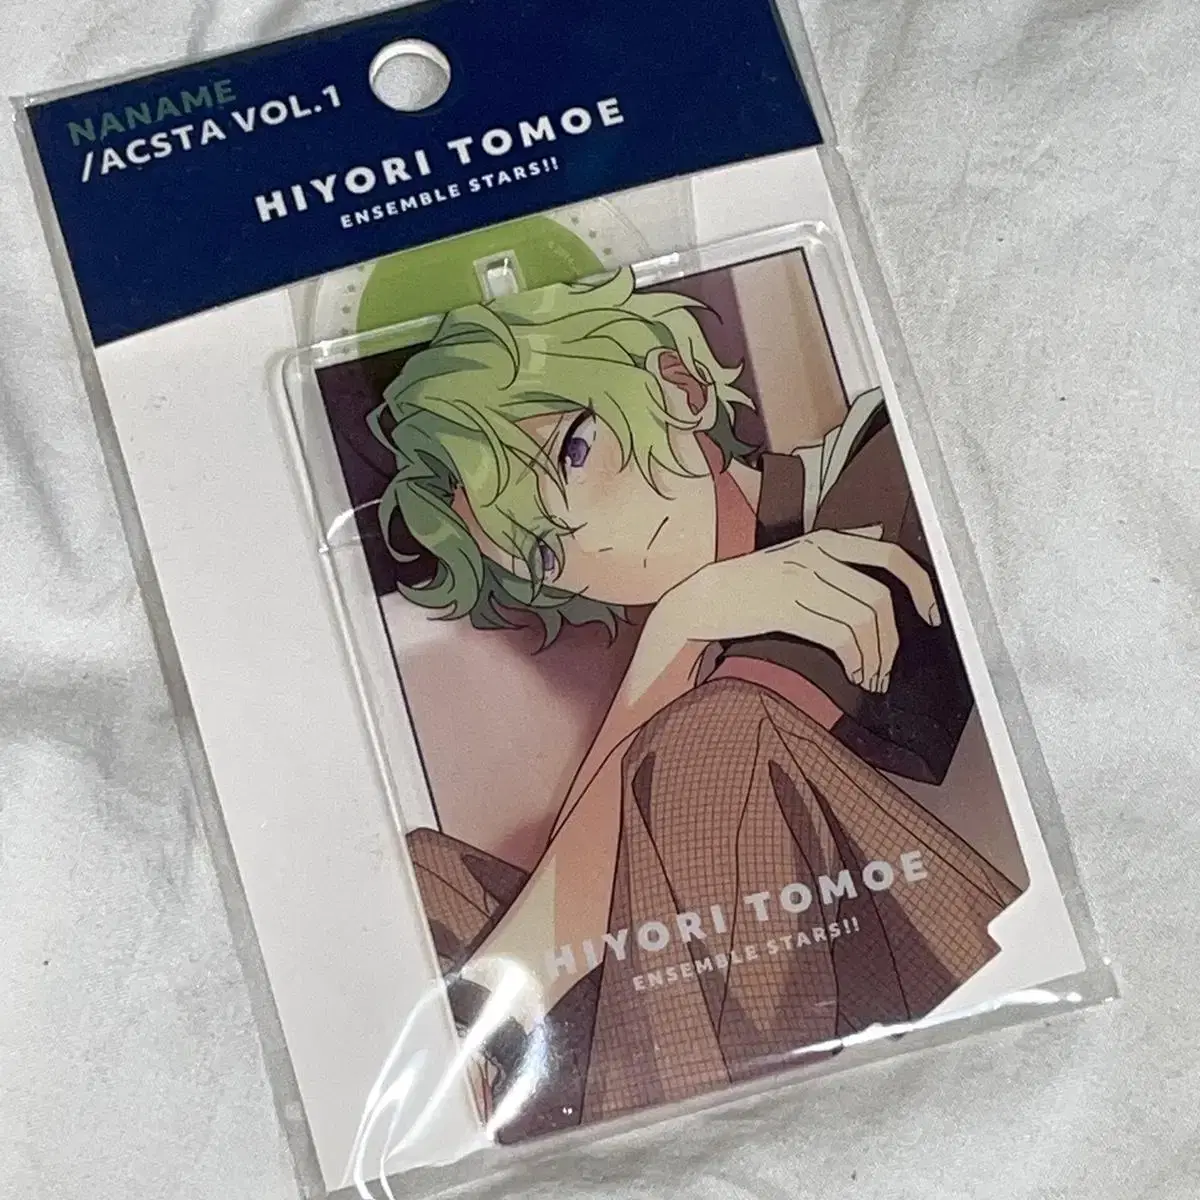 NANAME
/ACSTA VOL.1
HIYORI TOMOE
ENSEMBLE STARS!!
HIYORI TOMOE
ENSEMBLE STARS!!